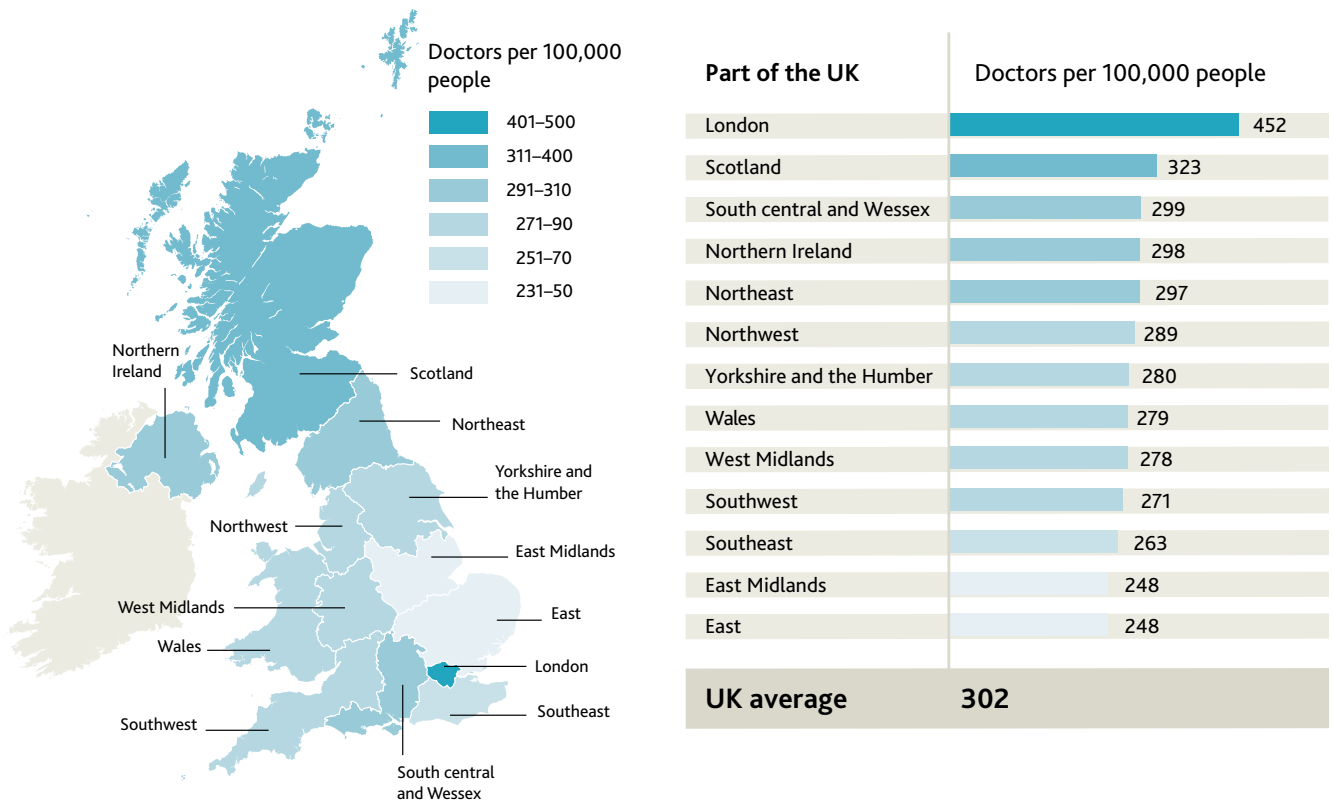 Doctors per 100,000
people
401–500
311–400
291–310
271–90
251–70
231–50
Northern
Ireland
Scotland
Northeast
Yorkshire and
the Humber
Northwest
East Midlands
West Midlands
East
Wales
London
Southeast
Southwest
South central
and Wessex
Part of the UK Doctors per 100,000 people
London 452
Scotland 323
South central and Wessex 299
Northern Ireland 298
Northeast 297
Northwest 289
Yorkshire and the Humber 280
Wales 279
West Midlands 278
Southwest 271
Southeast 263
East Midlands 248
East 248
UK average 302